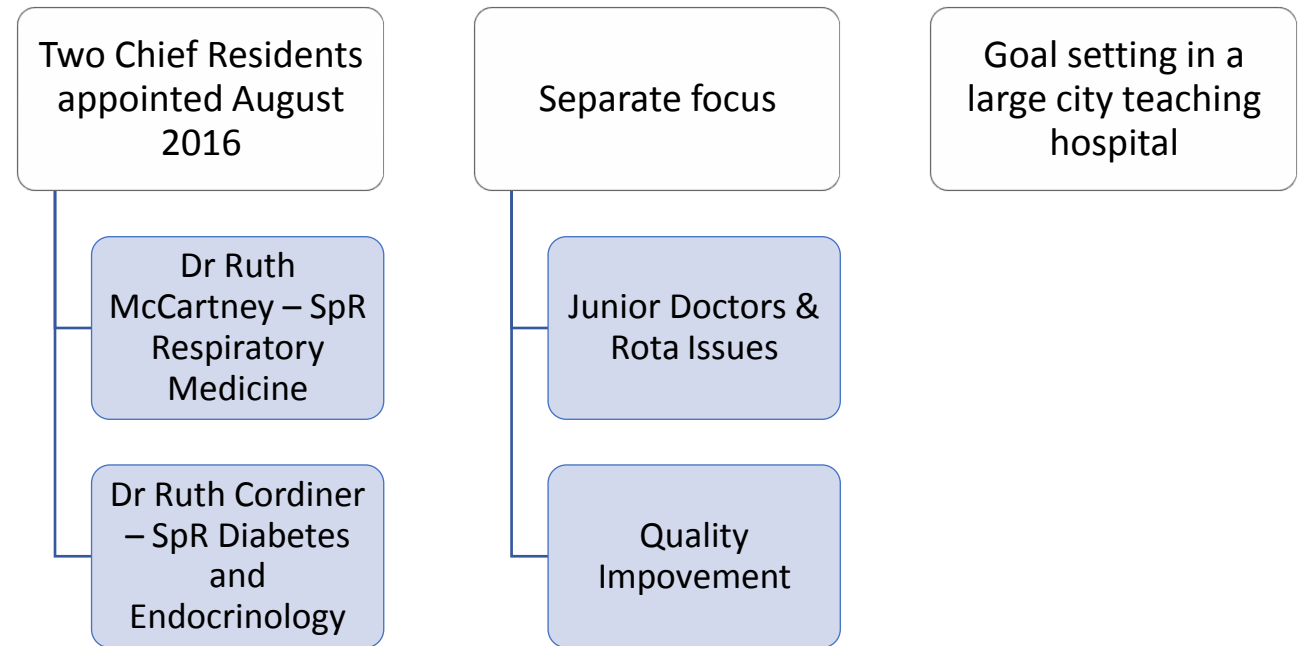 Two Chief Residents
appointed August
2016
Dr Ruth
McCartney – SpR
Respiratory
Medicine
Dr Ruth Cordiner
– SpR Diabetes
and
Endocrinology
Separate focus
Junior Doctors &
Rota Issues
Quality
Impovement
Goal setting in a
large city teaching
hospital